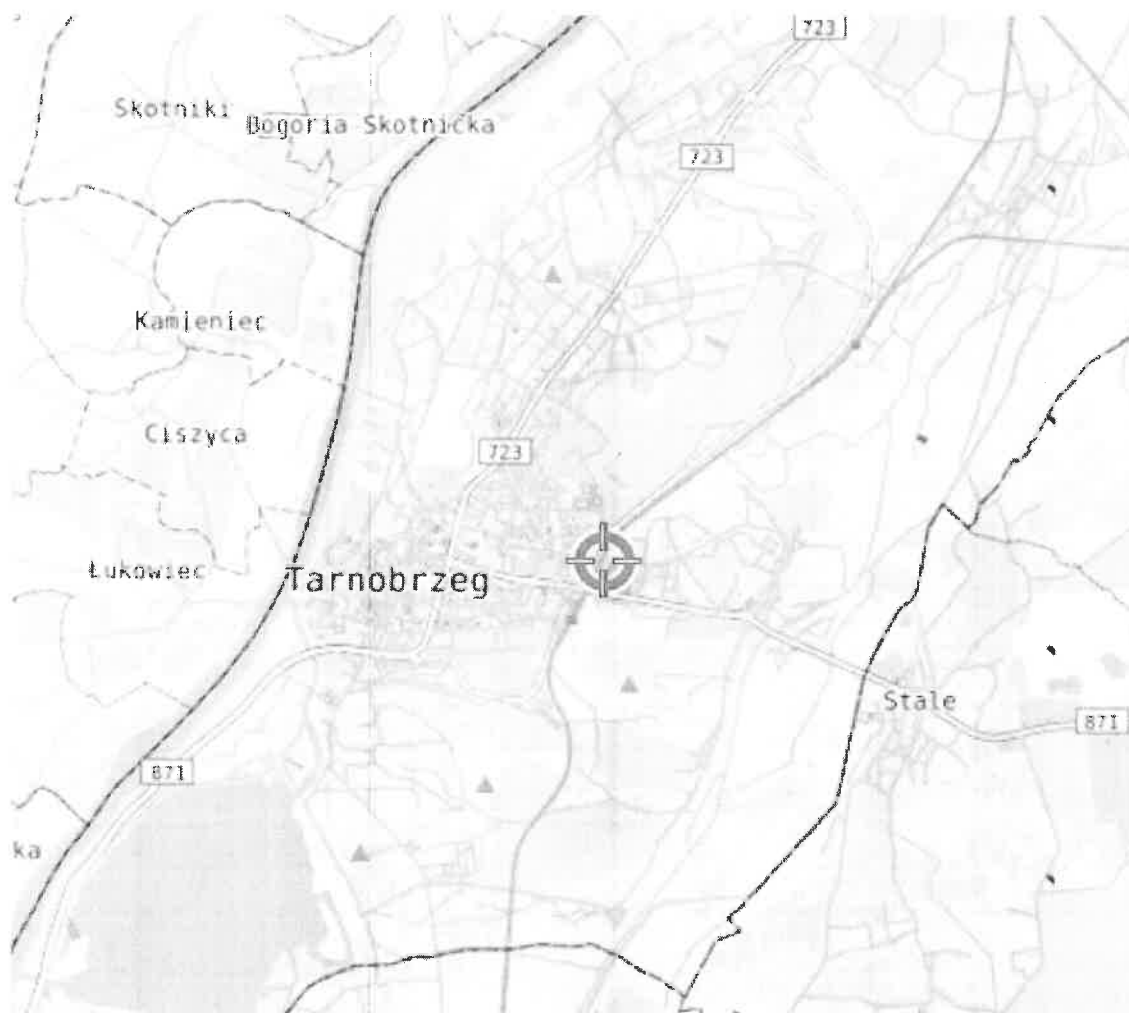 723
Skotniki
Bogoria Skotnicka
723
Kamieniec
Ciszyca
723
Łukowiec
Tarnobrzeg
Stale
871
871
ka